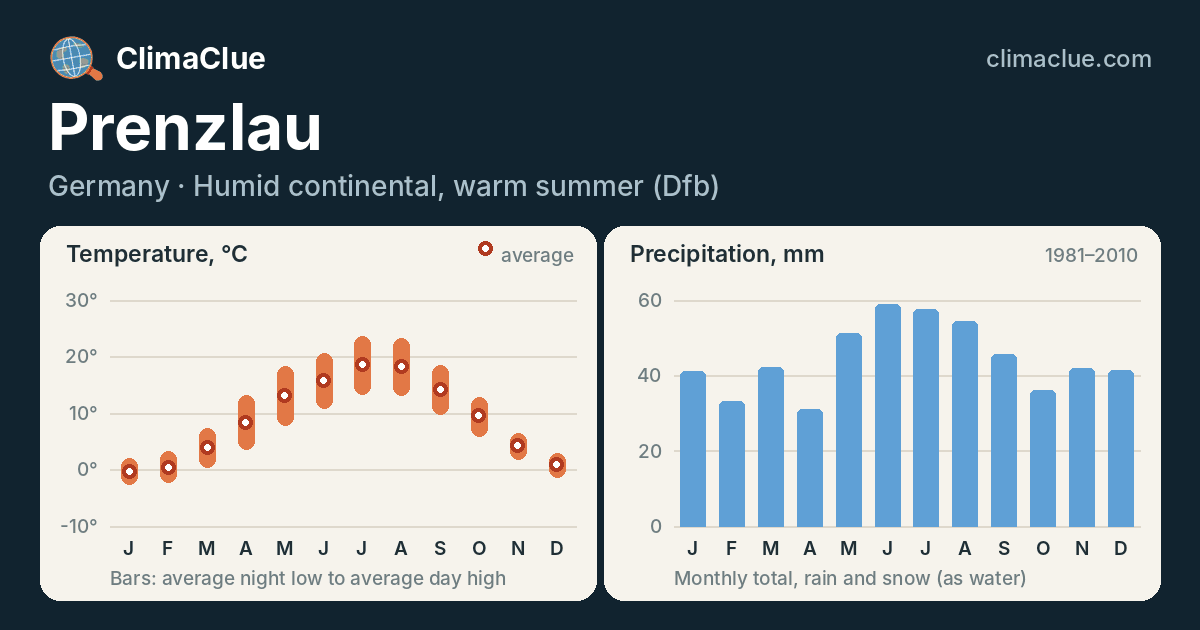 ClimaClue
climaclue.com
Prenzlau
Germany · Humid continental, warm summer (Dfb)
Temperature, °C
average
30°
20°
10°
0°
-10°
J F M A M J J A S O N D
Bars: average night low to average day high
Precipitation, mm
1981–2010
60
40
20
0
J F M A M J J A S O N D
Monthly total, rain and snow (as water)